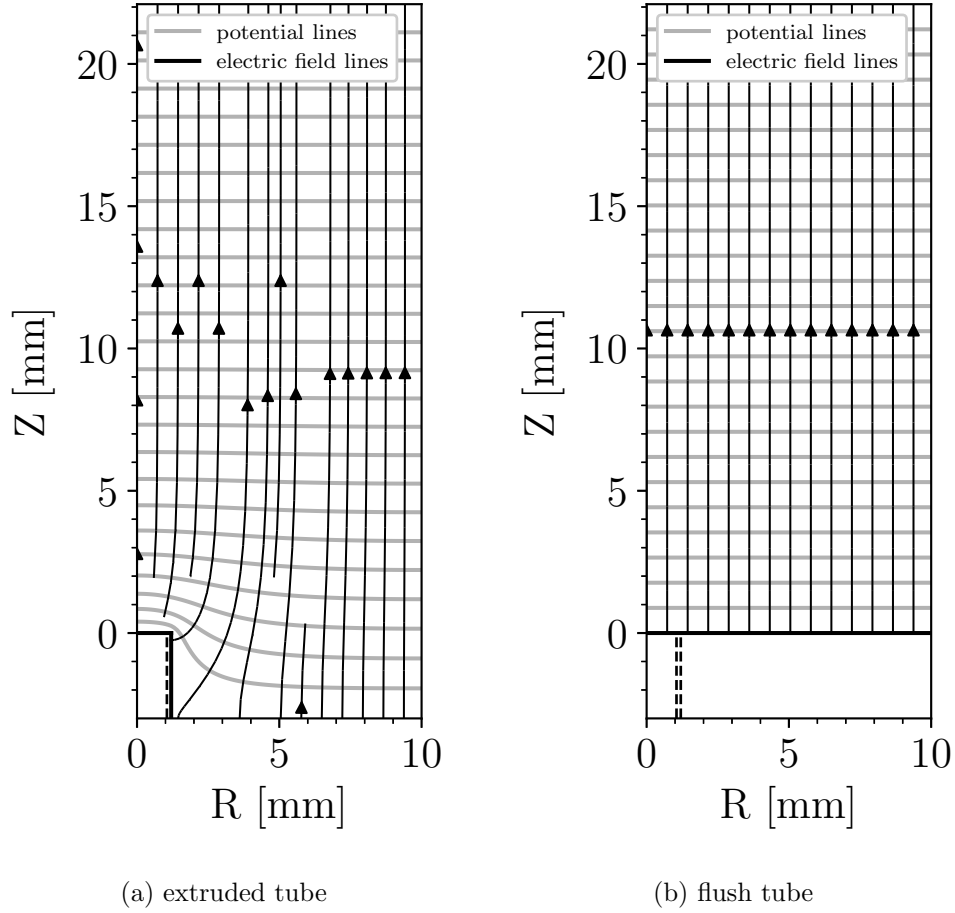 potential lines
electric field lines
20
15
10
5
0
Z [mm]
0 5 10
R [mm]
(a) extruded tube
potential lines
electric field lines
20
15
10
5
0
Z [mm]
0 5 10
R [mm]
(b) flush tube